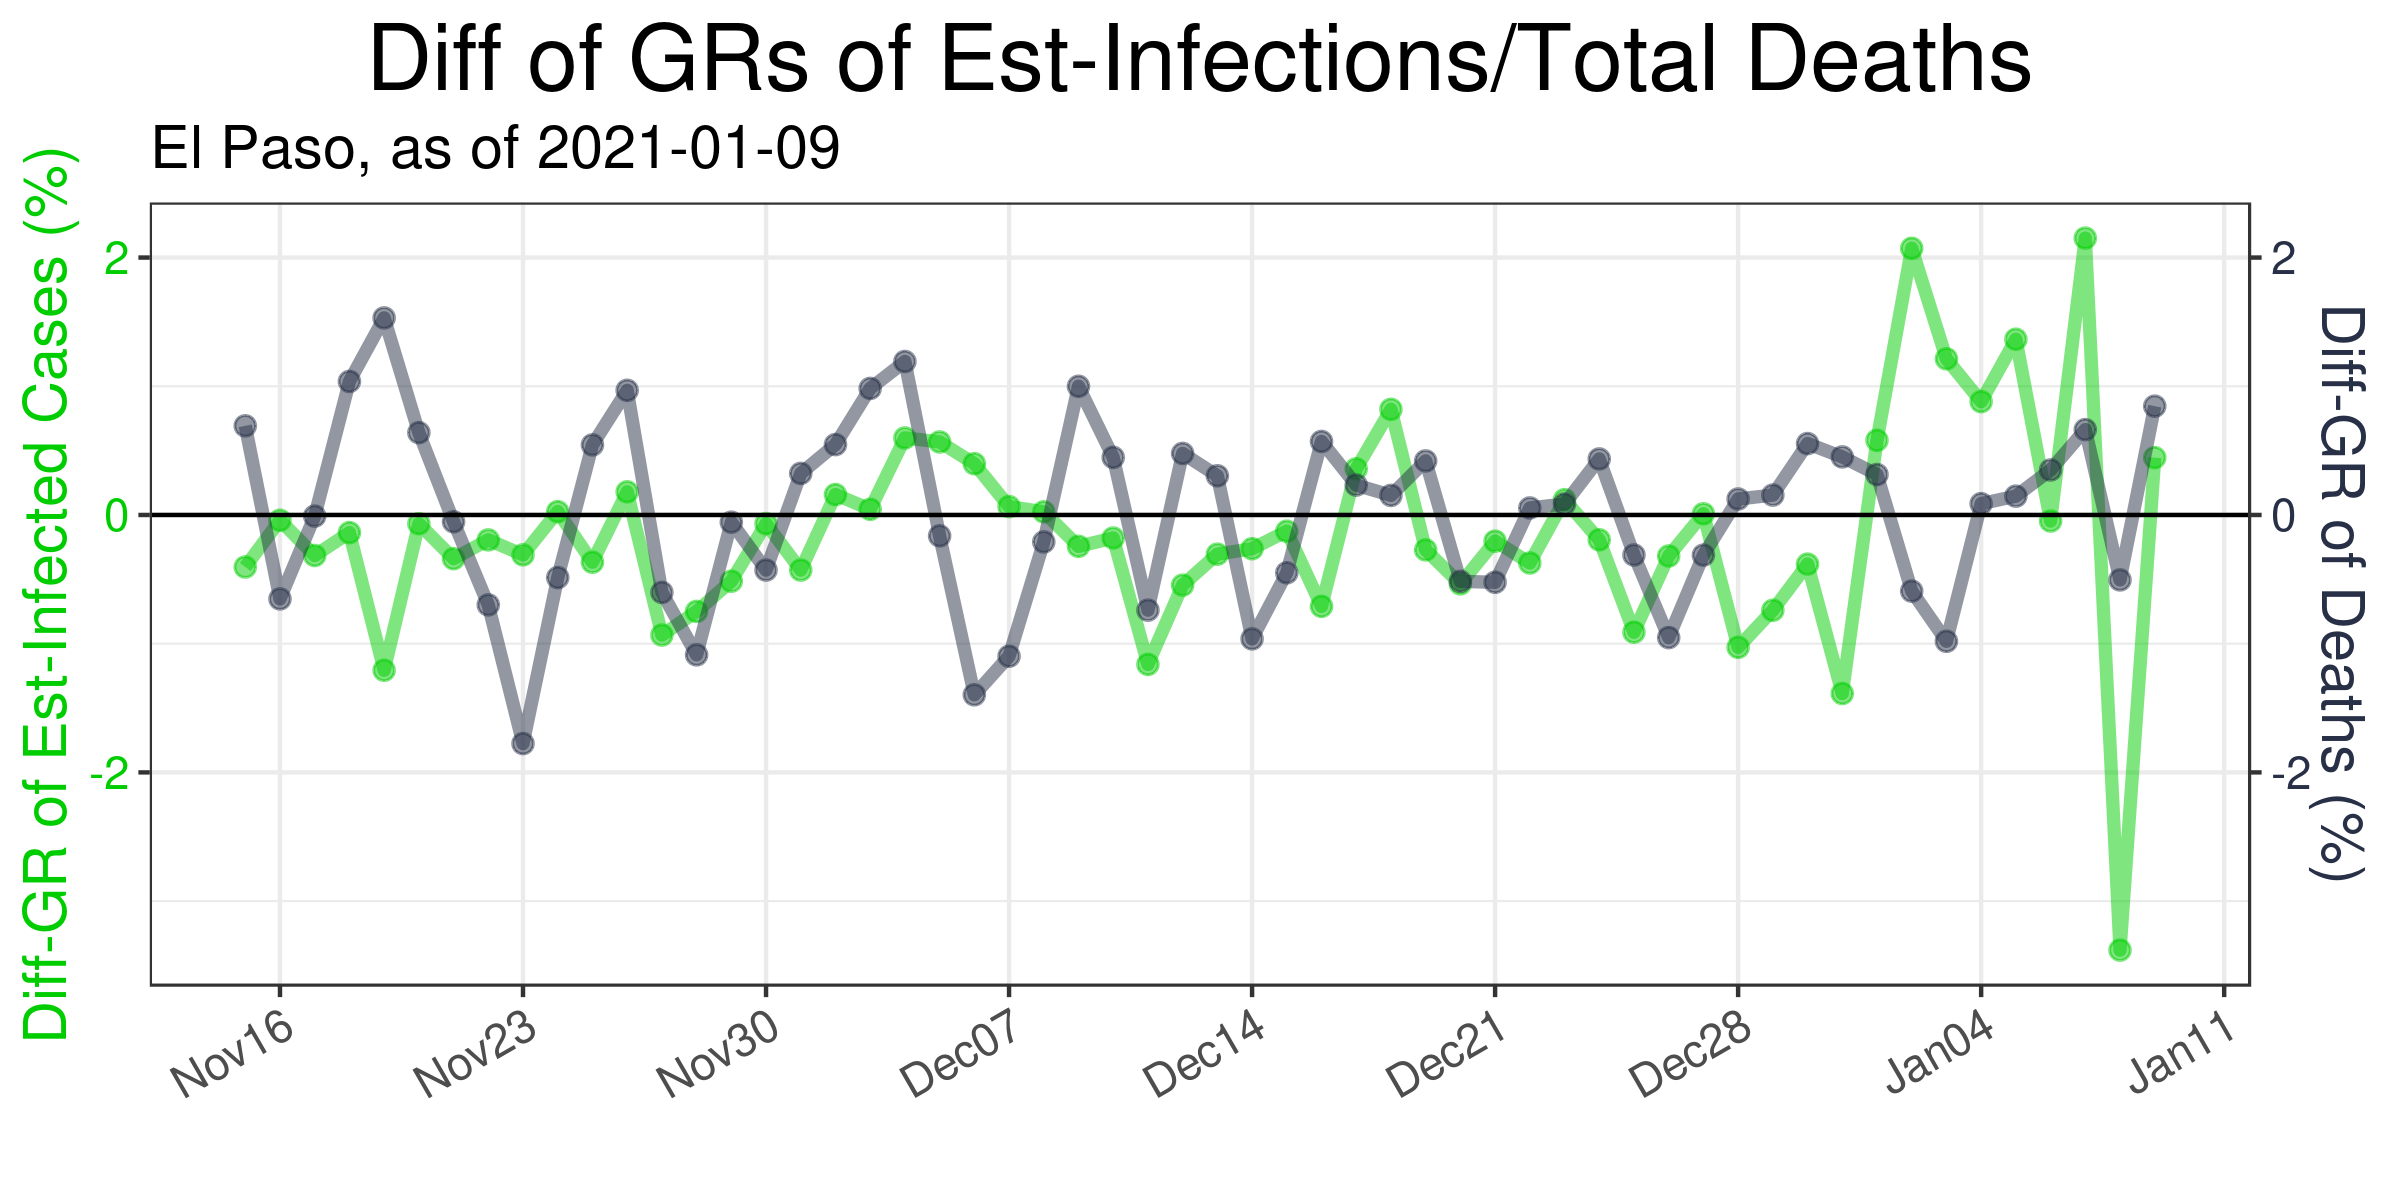 Diff of GRs of Est-Infections/Total Deaths
El Paso, as of 2021-01-09
Diff-GR of Est-Infected Cases (%)
2
0
-2
2
0
-2
Diff-GR of Deaths (%)
Nov16
Nov23
Nov30
Dec07
Dec14
Dec21
Dec28
Jan04
Jan11